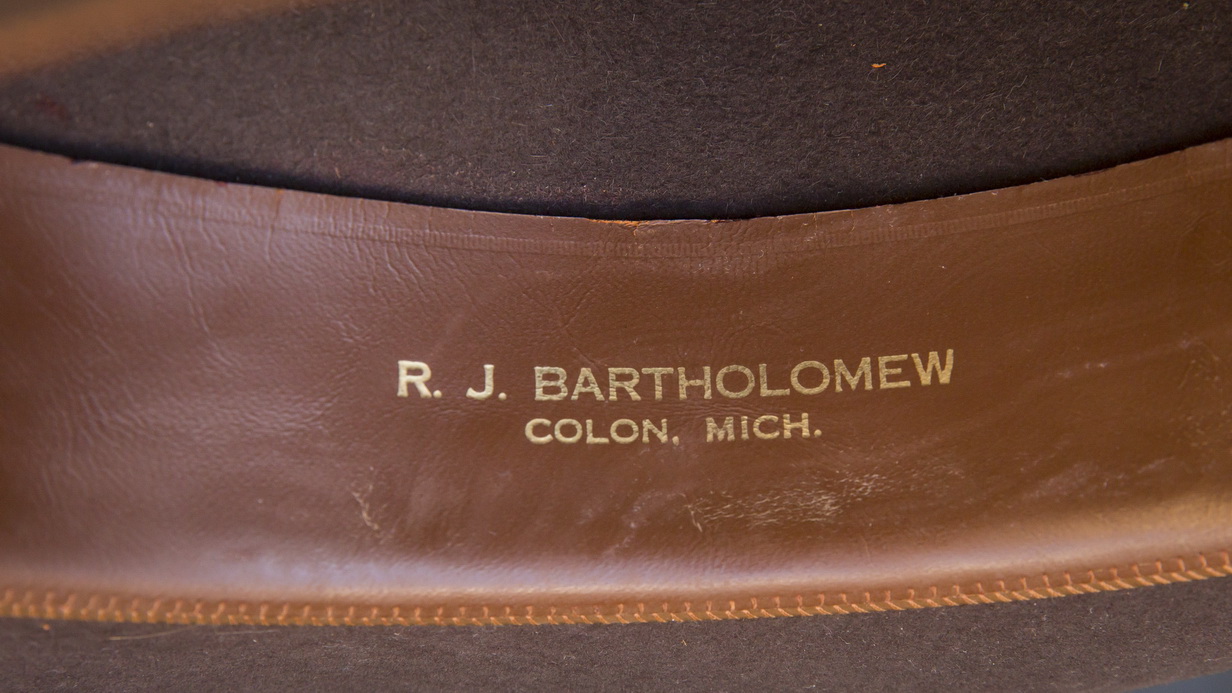 R. J. BARTHOLOMEW
COLON, MICH.